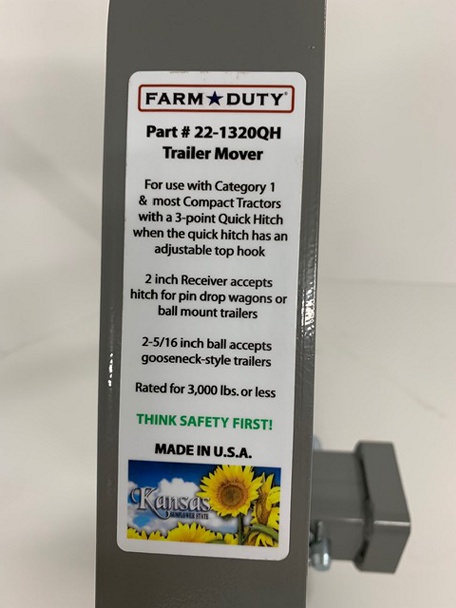 FARM★DUTY®
Part # 22-1320QH
Trailer Mover
For use with Category 1
& most Compact Tractors
with a 3-point Quick Hitch
when the quick hitch has an
adjustable top hook
2 inch Receiver accepts
hitch for pin drop wagons or
ball mount trailers
2-5/16 inch ball accepts
gooseneck-style trailers
Rated for 3,000 lbs. or less
THINK SAFETY FIRST!
MADE IN U.S.A.
Kansas
SUNFLOWER STATE